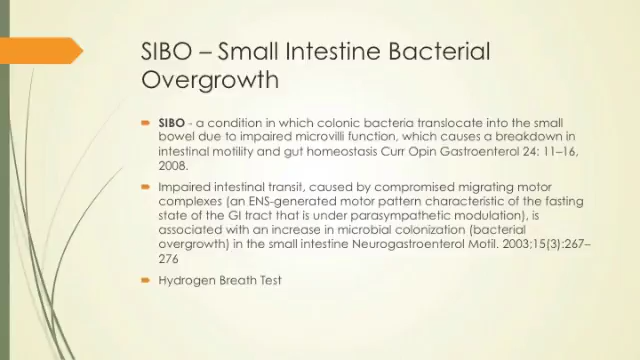 SIBO – Small Intestine Bacterial
Overgrowth
SIBO - a condition in which colonic bacteria translocate into the small
bowel due to impaired microvilli function, which causes a breakdown in
intestinal motility and gut homeostasis Curr Opin Gastroenterol 24: 11–16,
2008.
Impaired intestinal transit, caused by compromised migrating motor
complexes (an ENS-generated motor pattern characteristic of the fasting
state of the GI tract that is under parasympathetic modulation), is
associated with an increase in microbial colonization (bacterial
overgrowth) in the small intestine Neurogastroenterol Motil. 2003;15(3):267–
276
Hydrogen Breath Test